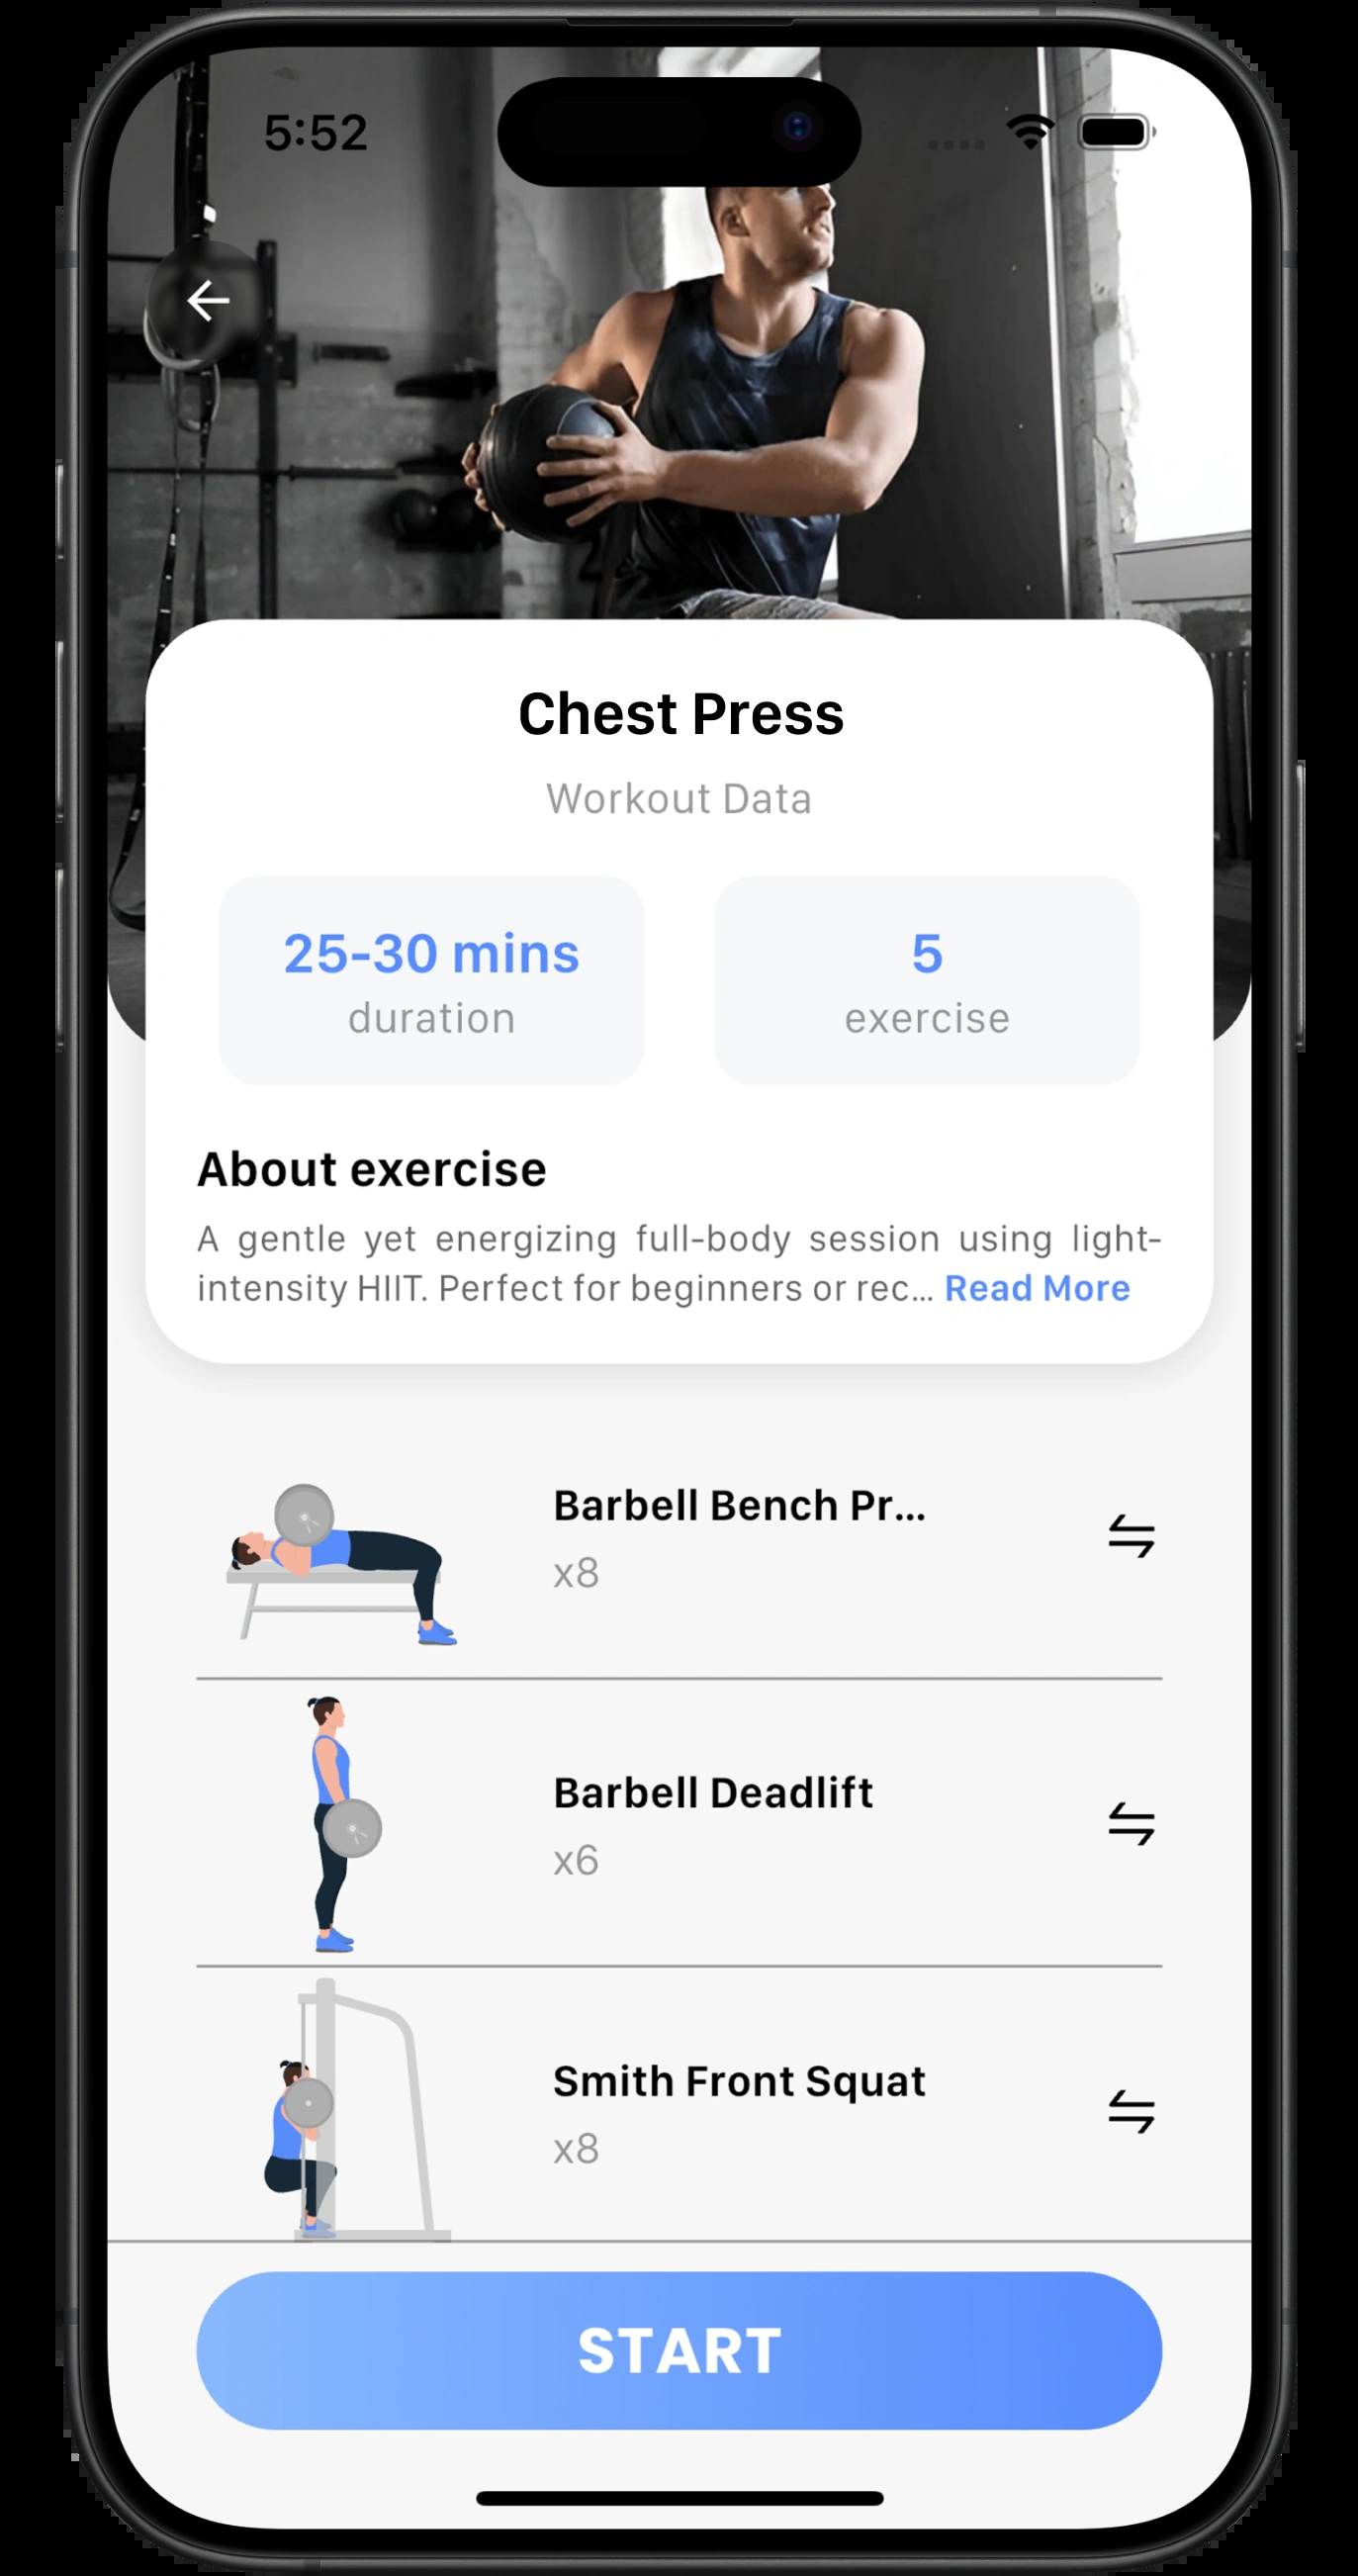 5:52
Chest Press
Workout Data
25-30 mins
duration
5
exercise
About exercise
A gentle yet energizing full-body session using light-
intensity HIIT. Perfect for beginners or rec... Read More
Barbell Bench Pr...
x8
Barbell Deadlift
x6
Smith Front Squat
x8
START